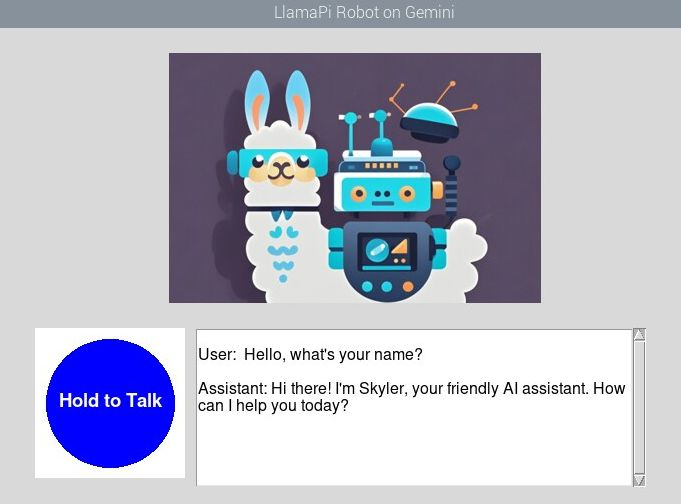 LlamaPi Robot on Gemini
Hold to Talk
User:  Hello, what's your name?
Assistant: Hi there! I'm Skyler, your friendly AI assistant. How
can I help you today?